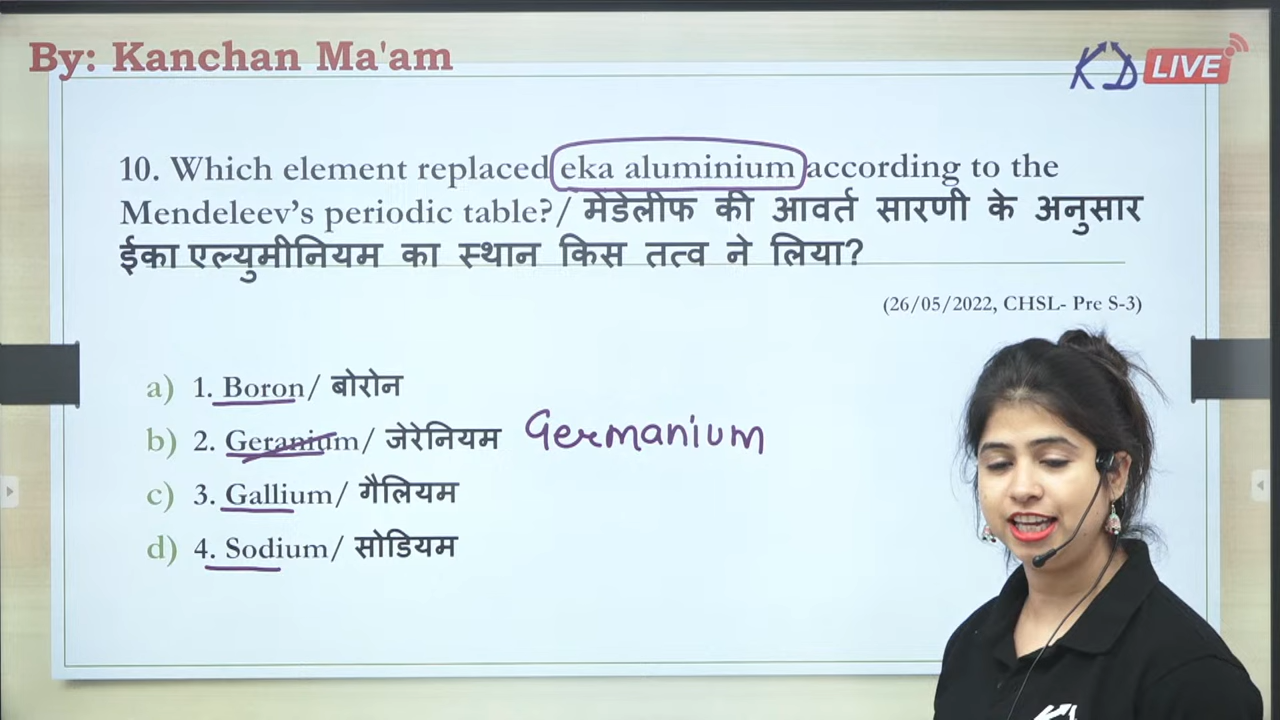 By: Kanchan Ma'am
KD LIVE
10. Which element replaced eka aluminium according to the
Mendeleev's periodic table?/ मेंडेलीफ की आवर्त सारणी के अनुसार
ईका एल्युमीनियम का स्थान किस तत्व ने लिया?
(26/05/2022, CHSL- Pre S-3)
a) 1. Boron/ बोरोन
b) 2. Geranium/ जेरेनियम Germanium
c) 3. Gallium/ गैलियम
d) 4. Sodium/ सोडियम